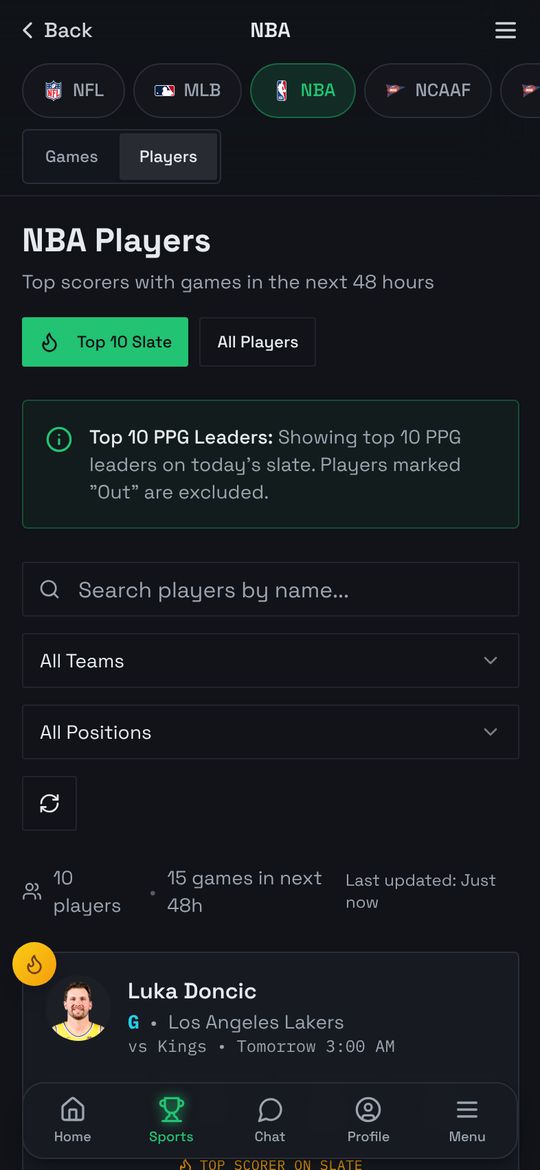 Back
NBA
NFL
MLB
NBA
NCAAF
Games
Players
NBA Players
Top scorers with games in the next 48 hours
Top 10 Slate
All Players
Top 10 PPG Leaders: Showing top 10 PPG
leaders on today's slate. Players marked
"Out" are excluded.
Search players by name...
All Teams
All Positions
10
players
•
15 games in next
48h
Last updated: Just
now
Luka Doncic
G • Los Angeles Lakers
vs Kings • Tomorrow 3:00 AM
Home
Sports
Chat
Profile
Menu
TOP SCORER ON SLATE